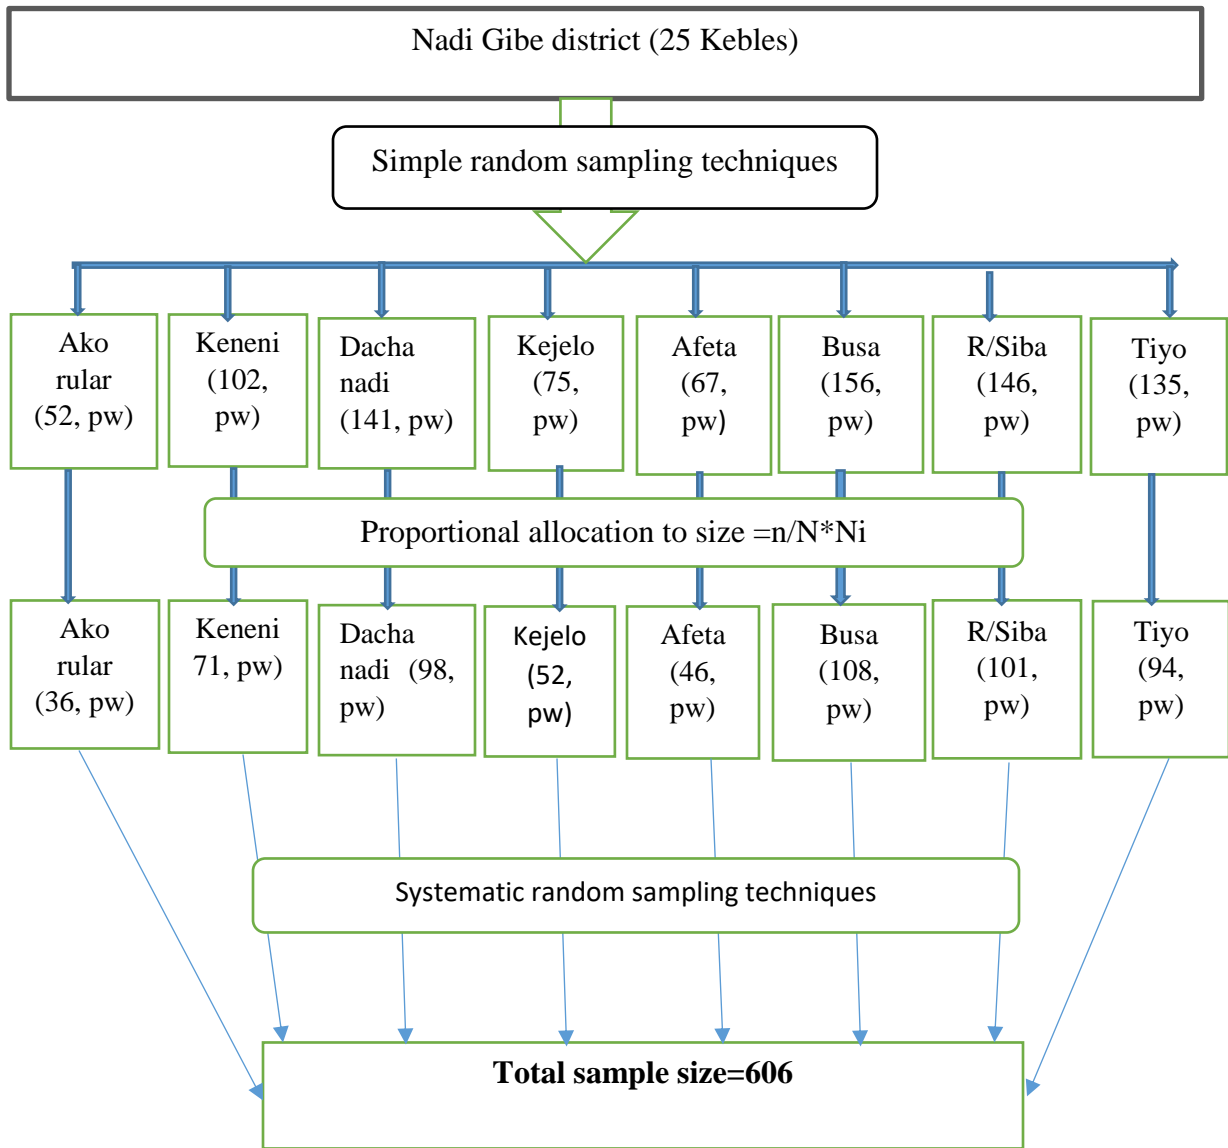 Nadi Gibe district (25 Kebles)
Simple random sampling techniques
Ako
rular
(52, pw)
Keneni
(102,
pw)
Dacha
nadi
(141, pw)
Kejelo
(75,
pw)
Afeta
(67,
pw)
Busa
(156,
pw)
R/Siba
(146,
pw)
Tiyo
(135,
pw)
Proportional allocation to size =n/N*Ni
Ako
rular
(36, pw)
Keneni
71, pw)
Dacha
nadi (98,
pw)
Kejelo
(52,
pw)
Afeta
(46,
pw)
Busa
(108,
pw)
R/Siba
(101,
pw)
Tiyo
(94,
pw)
Systematic random sampling techniques
Total sample size=606